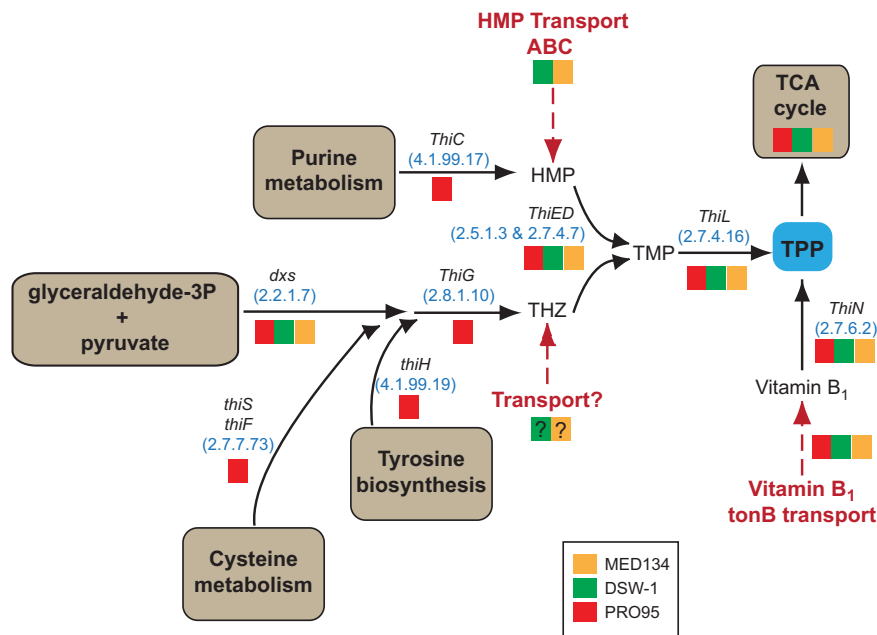 HMP Transport
ABC
TCA
cycle
Purine
metabolism
ThiC
(4.1.99.17)
HMP
ThiED
(2.5.1.3 & 2.7.4.7)
TMP
ThiL
(2.7.4.16)
TPP
glyceraldehyde-3P
+
pyruvate
dxs
(2.2.1.7)
ThiG
(2.8.1.10)
THZ
ThiN
(2.7.6.2)
thiH
(4.1.99.19)
Transport?
? ?
Vitamin B1
thiS
thiF
(2.7.7.73)
Tyrosine
biosynthesis
Vitamin B1
tonB transport
Cysteine
metabolism
MED134
DSW-1
PRO95